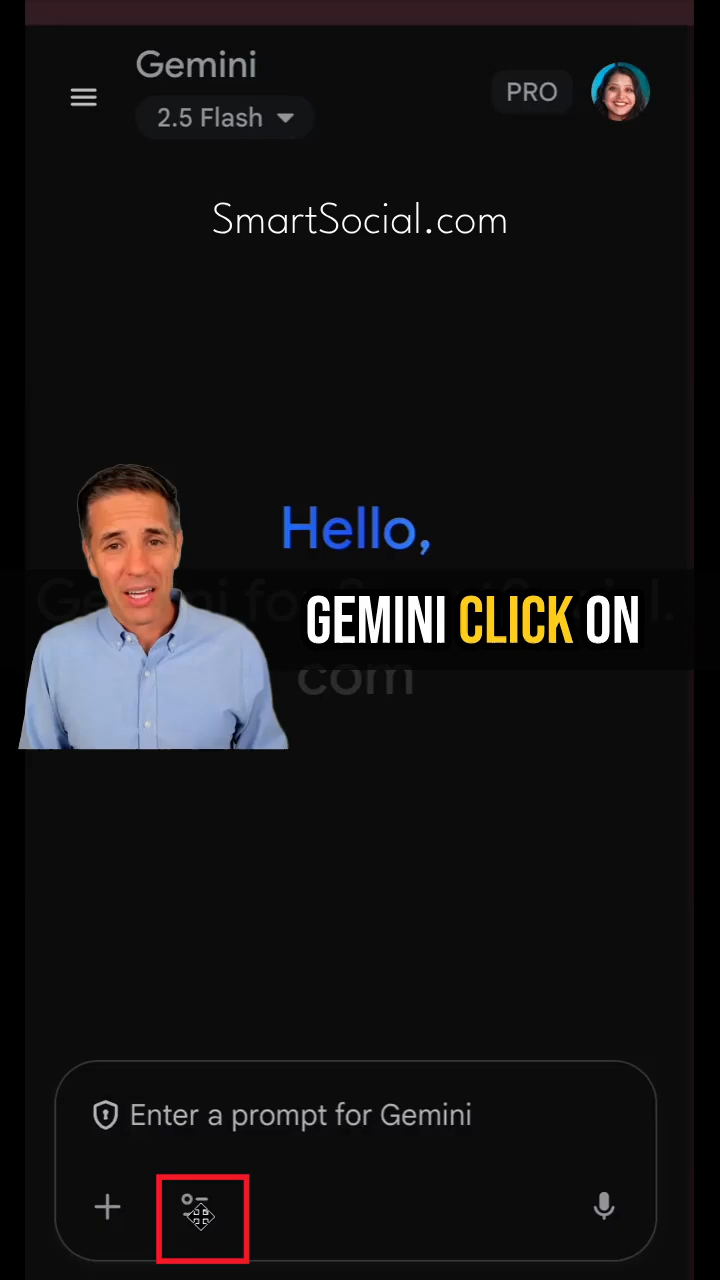 Gemini
2.5 Flash
PRO
SmartSocial.com
Hello,
GEMINI CLICK ON
com
Enter a prompt for Gemini